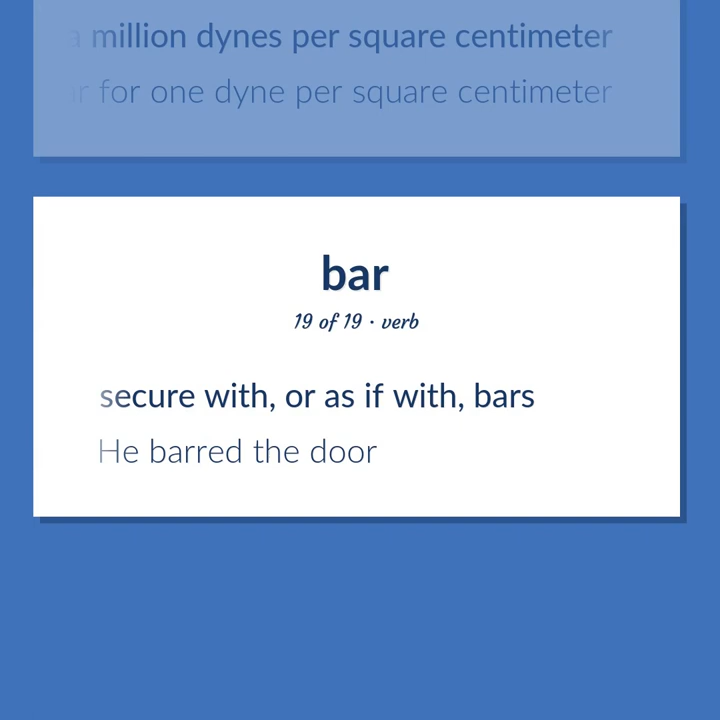 a million dynes per square centimeter
for one dyne per square centimeter
bar
19 of 19 · verb
secure with, or as if with, bars
He barred the door